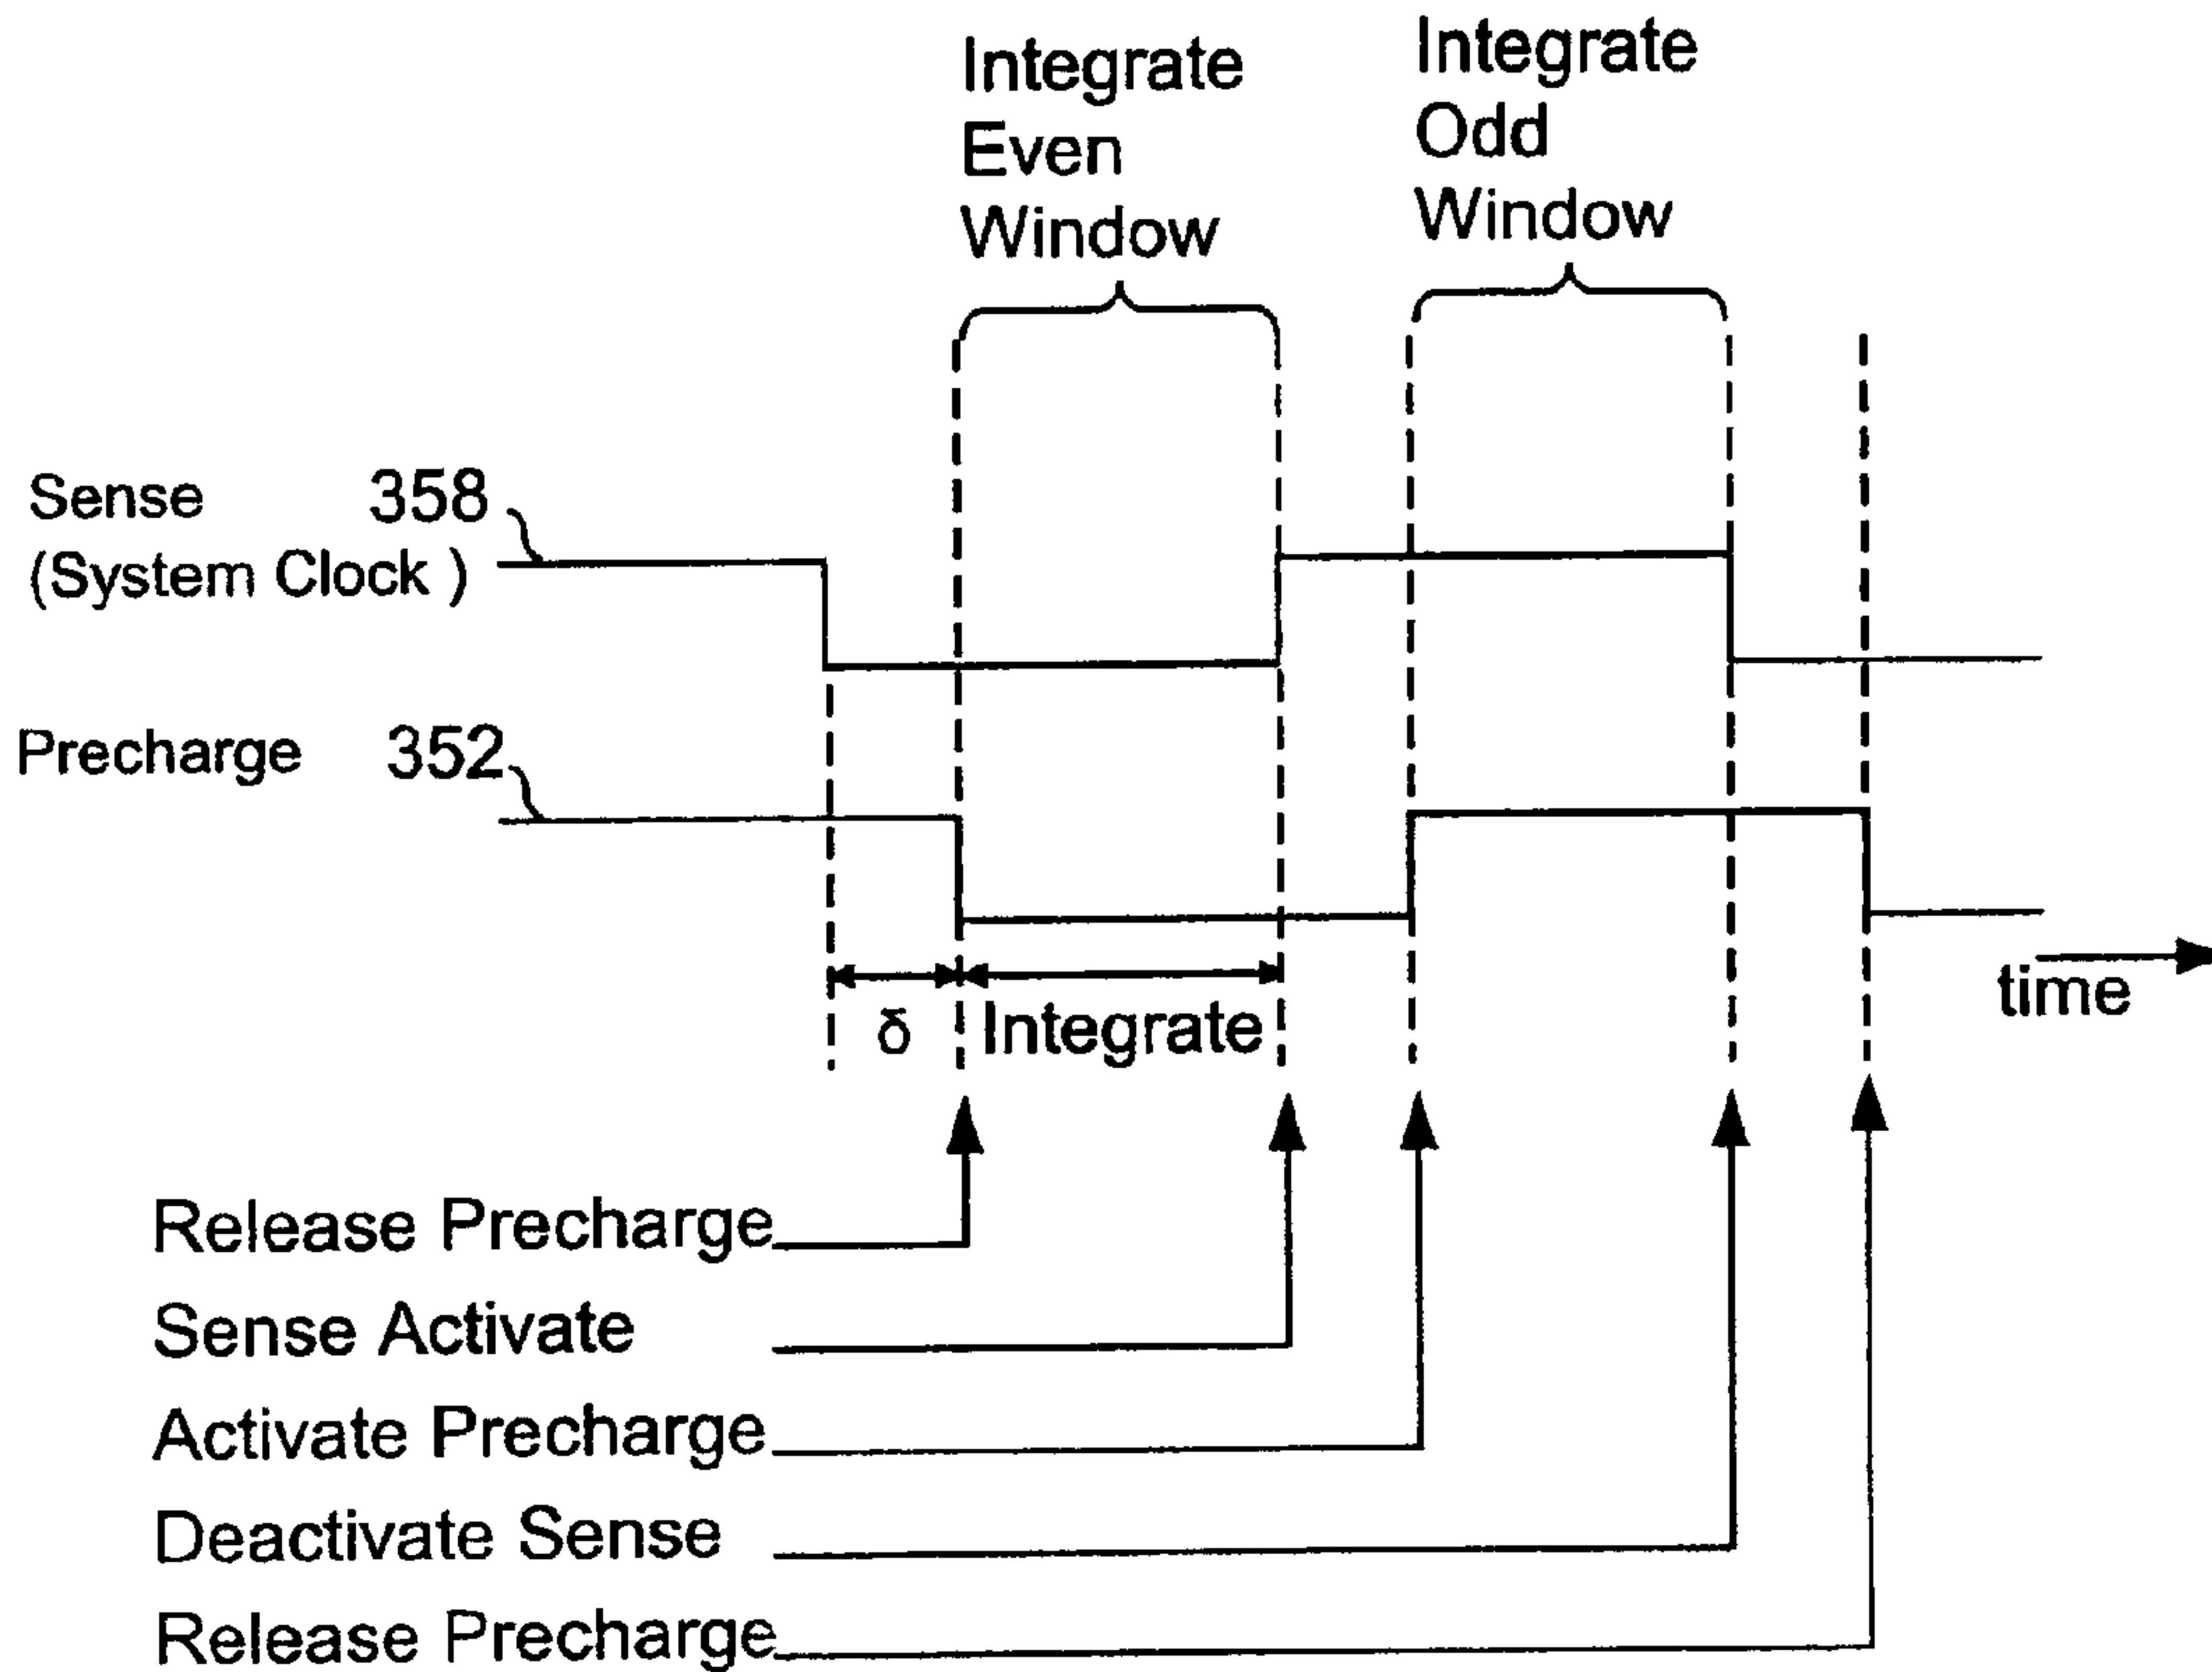 Integrate
Even
Window
Integrate
Odd
Window
Sense 358
(System Clock )
Precharge 352
δ Integrate
time
Release Precharge
Sense Activate
Activate Precharge
Deactivate Sense
Release Precharge